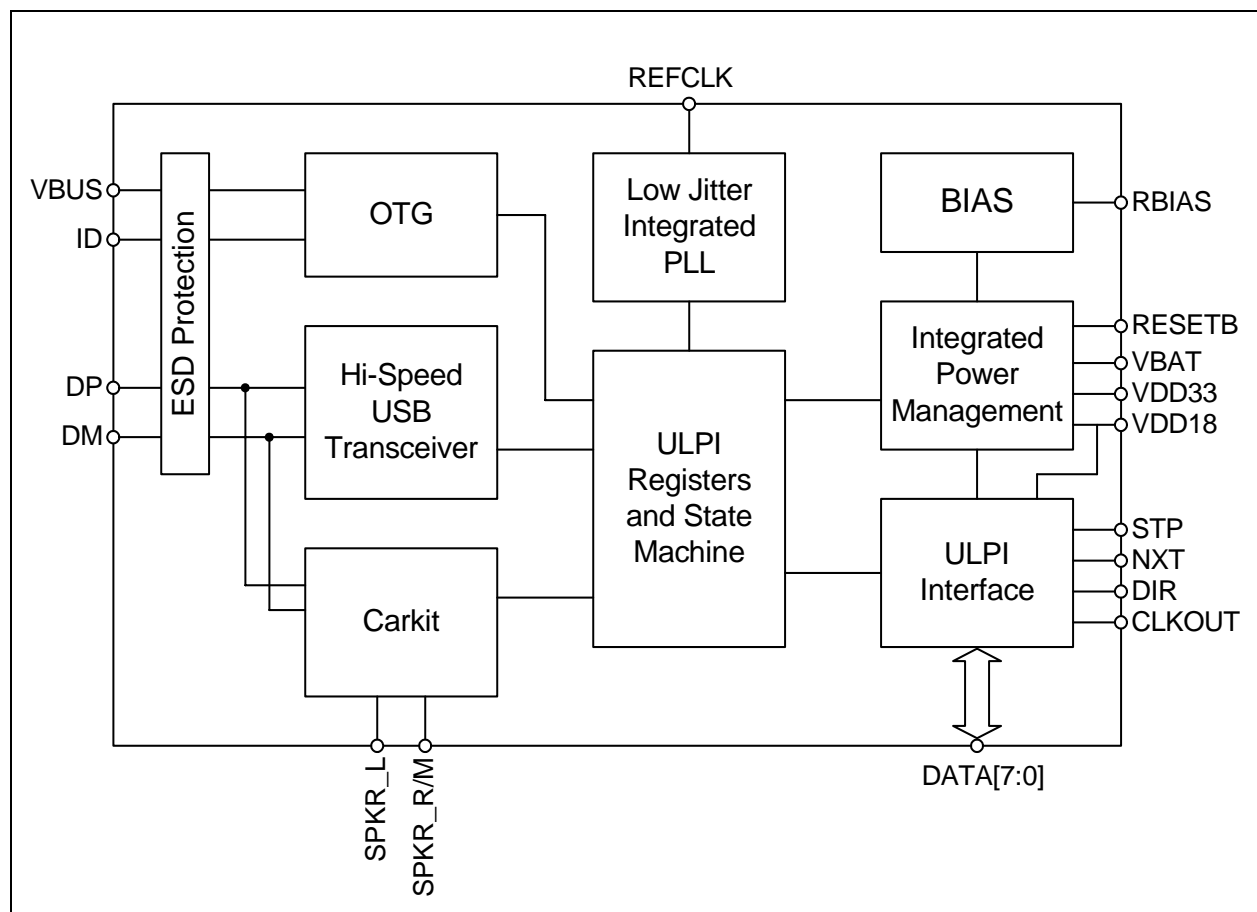 REFCLK
VBUS
ID
DP
DM
ESD Protection
OTG
Hi-Speed
USB
Transceiver
Carkit
SPKR_L
SPKR_R/M
Low Jitter
Integrated
PLL
ULPI
Registers
and State
Machine
BIAS
RBIAS
Integrated
Power
Management
RESETB
VBAT
VDD33
VDD18
ULPI
Interface
STP
NXT
DIR
CLKOUT
DATA[7:0]